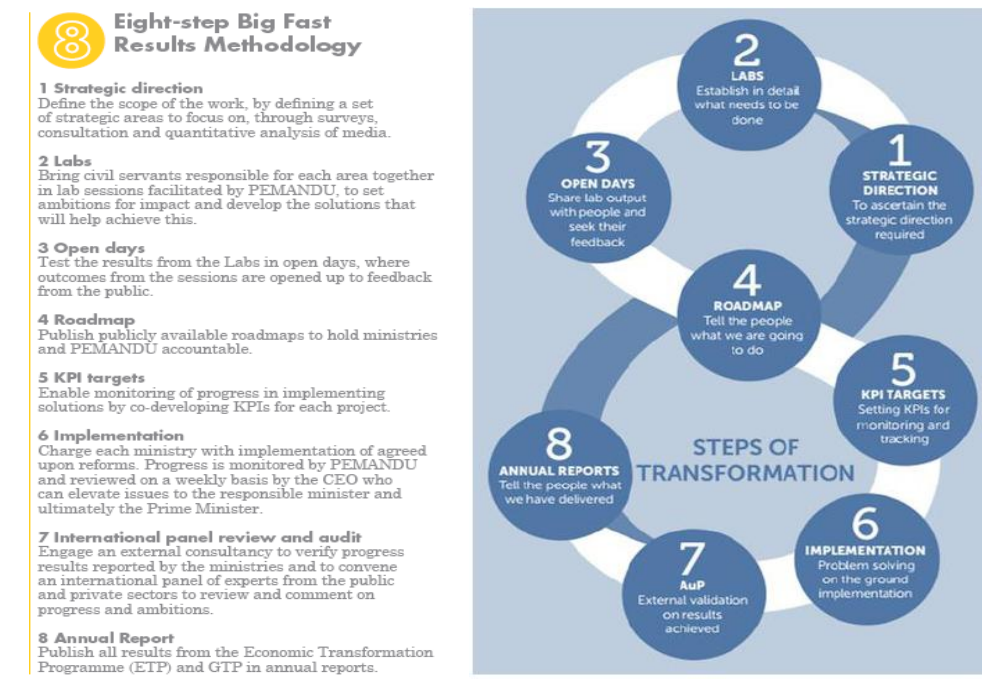 8
Eight-step Big Fast
Results Methodology
1 Strategic direction
Define the scope of the work, by defining a set
of strategic areas to focus on, through surveys,
consultation and quantitative analysis of media.
2 Labs
Bring civil servants responsible for each area together
in lab sessions facilitated by PEMANDU, to set
ambitions for impact and develop the solutions that
will help achieve this.
3 Open days
Test the results from the Labs in open days, where
outcomes from the sessions are opened up to feedback
from the public.
4 Roadmap
Publish publicly available roadmaps to hold ministries
and PEMANDU accountable.
5 KPI targets
Enable monitoring of progress in implementing
solutions by co-developing KPIs for each project.
6 Implementation
Charge each ministry with implementation of agreed
upon reforms. Progress is monitored by PEMANDU
and reviewed on a weekly basis by the CEO who
can elevate issues to the responsible minister and
ultimately the Prime Minister.
7 International panel review and audit
Engage an external consultancy to verify progress
results reported by the ministries and to convene
an international panel of experts from the public
and private sectors to review and comment on
progress and ambitions.
8 Annual Report
Publish all results from the Economic Transformation
Programme (ETP) and GTP in annual reports.
2
LABS
Establish in detail
what needs to be
done
1
STRATEGIC
DIRECTION
To ascertain the
strategic direction
required
3
OPEN DAYS
Share lab output
with people and
seek their
feedback
4
ROADMAP
Tell the people
what we are going
to do
5
KPI TARGETS
Setting KPIs for
monitoring and
tracking
STEPS OF
TRANSFORMATION
8
ANNUAL REPORTS
Tell the people what
we have delivered
6
IMPLEMENTATION
Problem solving
on the ground
implementation
7
AuP
External validation
on results
achieved